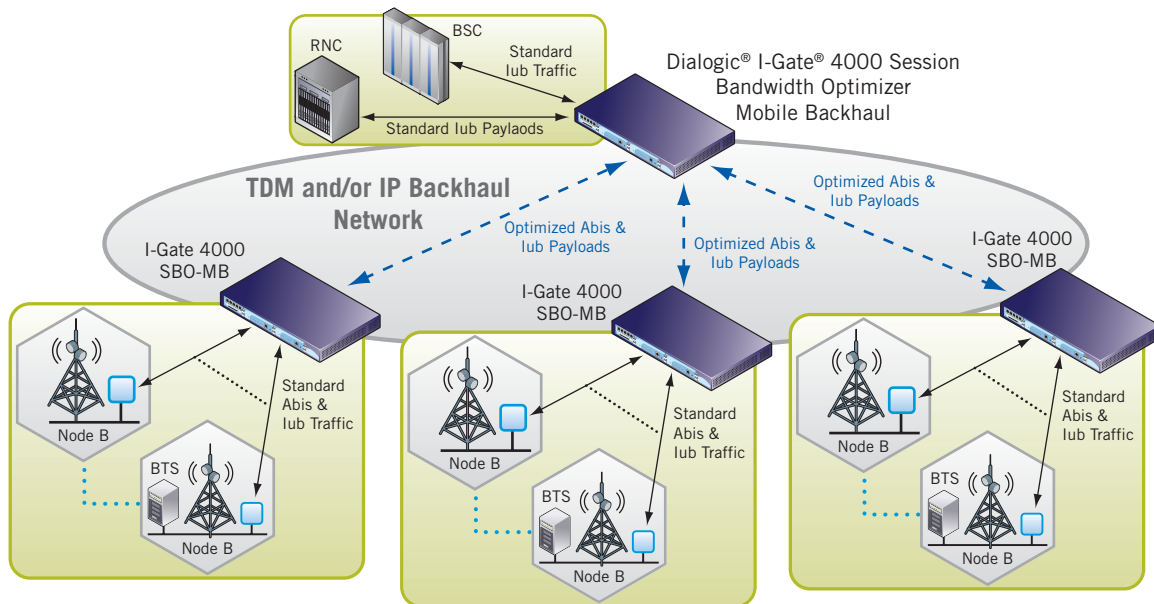 BSC
RNC
Standard
Iub Traffic
Standard Iub Paylaods
Dialogic® I-Gate® 4000 Session
Bandwidth Optimizer
Mobile Backhaul
TDM and/or IP Backhaul
Network
Optimized Abis &
Iub Payloads
Optimized Abis &
Iub Payloads
Optimized Abis &
Iub Payloads
I-Gate 4000
SBO-MB
I-Gate 4000
SBO-MB
I-Gate 4000
SBO-MB
Node B
Standard
Abis &
Iub Traffic
BTS
Node B
Node B
Standard
Abis &
Iub Traffic
BTS
Node B
Node B
Standard
Abis &
Iub Traffic
BTS
Node B